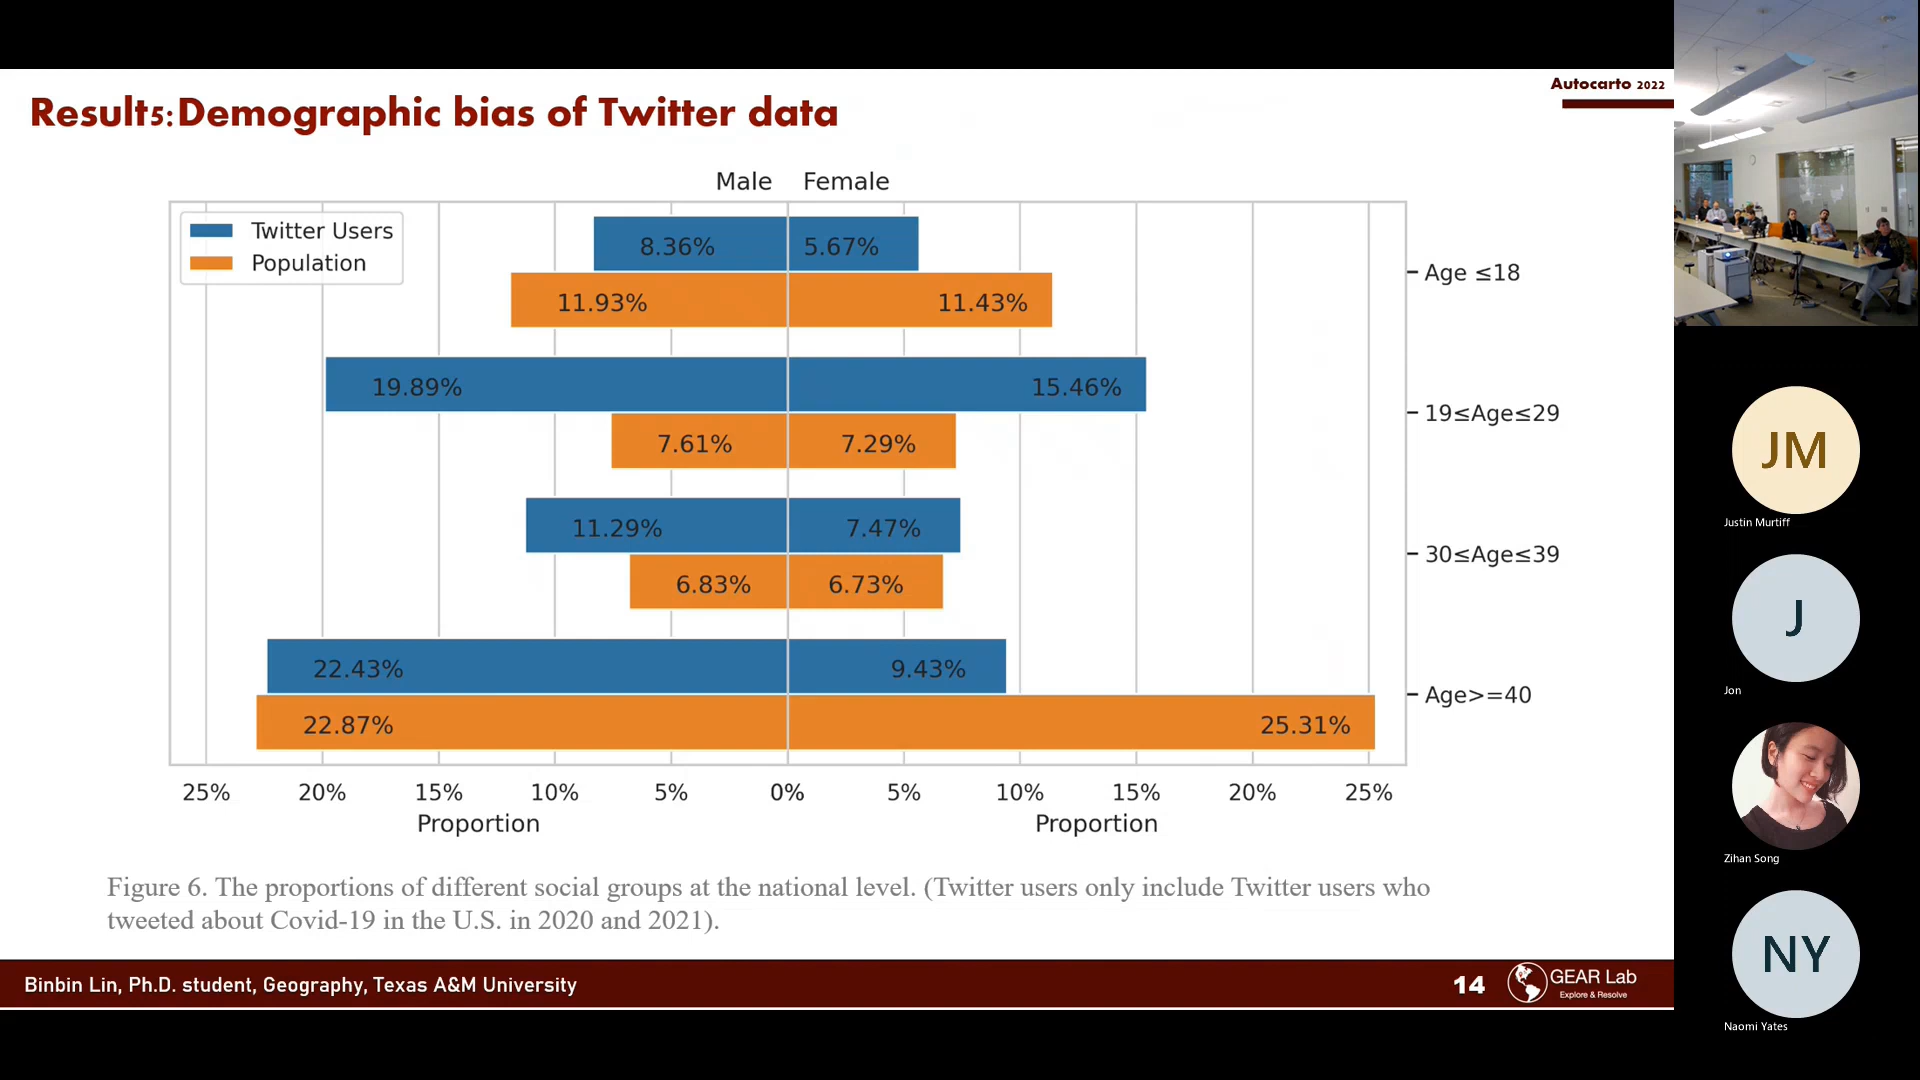 Autocarto 2022
Results:Demographic bias of Twitter data
Male Female
Twitter Users
Population
8.36% 5.67%
Age ≤18
11.93% 11.43%
19.89% 15.46%
19≤Age≤29
7.61% 7.29%
11.29% 7.47%
30≤Age≤39
6.83% 6.73%
22.43% 9.43%
Age>=40
22.87% 25.31%
25% 20% 15% 10% 5% 0% 5% 10% 15% 20% 25%
Proportion Proportion
Figure 6. The proportions of different social groups at the national level. (Twitter users only include Twitter users who
tweeted about Covid-19 in the U.S. in 2020 and 2021).
Binbin Lin, Ph.D. student, Geography, Texas A&M University
14
GEAR Lab
Explore & Resolve
JM
Justin Murtiff
J
Jon
Zihan Song
NY
Naomi Yates